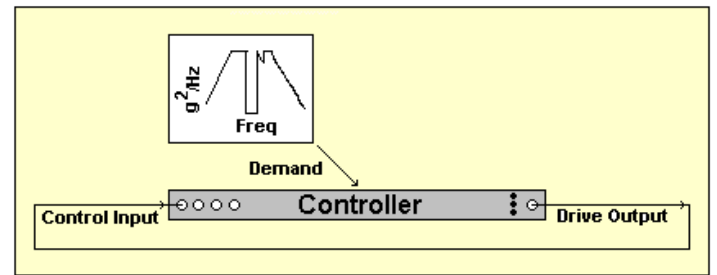 g²/Hz
Freq
Demand
Controller
Control Input
Drive Output